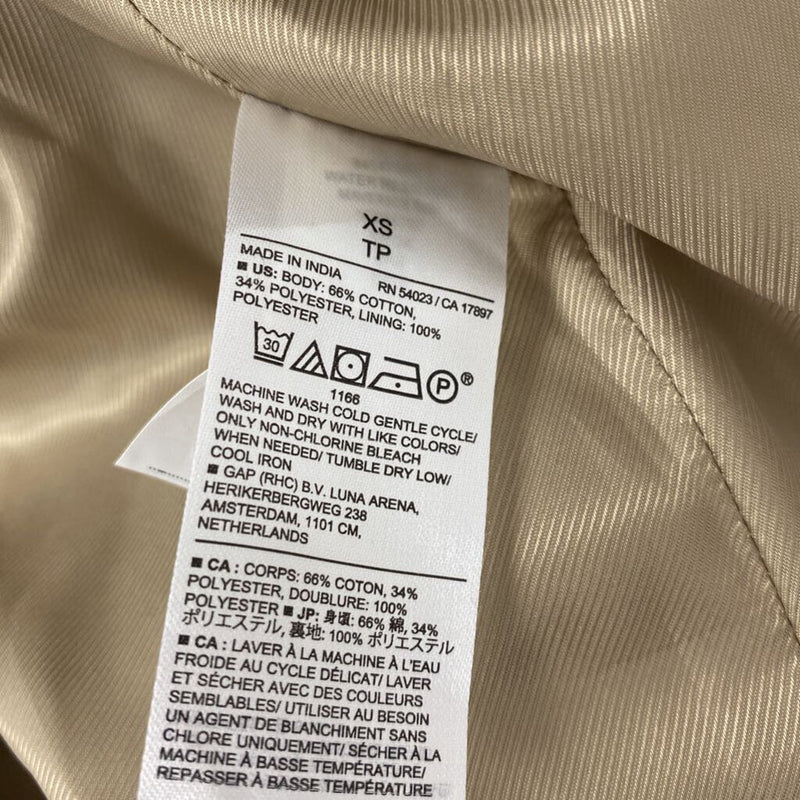 XS
TP
MADE IN INDIA RN 54023 / CA 17897
■ US: BODY: 66% COTTON,
34% POLYESTER, LINING: 100%
POLYESTER
30 P ®
1166
MACHINE WASH COLD GENTLE CYCLE/
WASH AND DRY WITH LIKE COLORS/
ONLY NON-CHLORINE BLEACH
WHEN NEEDED/ TUMBLE DRY LOW/
COOL IRON
■ GAP (RHC) B.V. LUNA ARENA,
HERIKERBERGWEG 238
AMSTERDAM, 1101 CM,
NETHERLANDS
■ CA : CORPS: 66% COTON, 34%
POLYESTER, DOUBLURE: 100%
POLYESTER ■ JP: 身頃: 66% 綿, 34%
ポリエステル, 裏地: 100% ポリエステル
■ CA : LAVER À LA MACHINE À L'EAU
FROIDE AU CYCLE DÉLICAT/ LAVER
ET SÉCHER AVEC DES COULEURS
SEMBLABLES/ UTILISER AU BESOIN
UN AGENT DE BLANCHIMENT SANS
CHLORE UNIQUEMENT/ SÉCHER À LA
MACHINE À BASSE TEMPÉRATURE/
REPASSER À BASSE TEMPÉRATURE